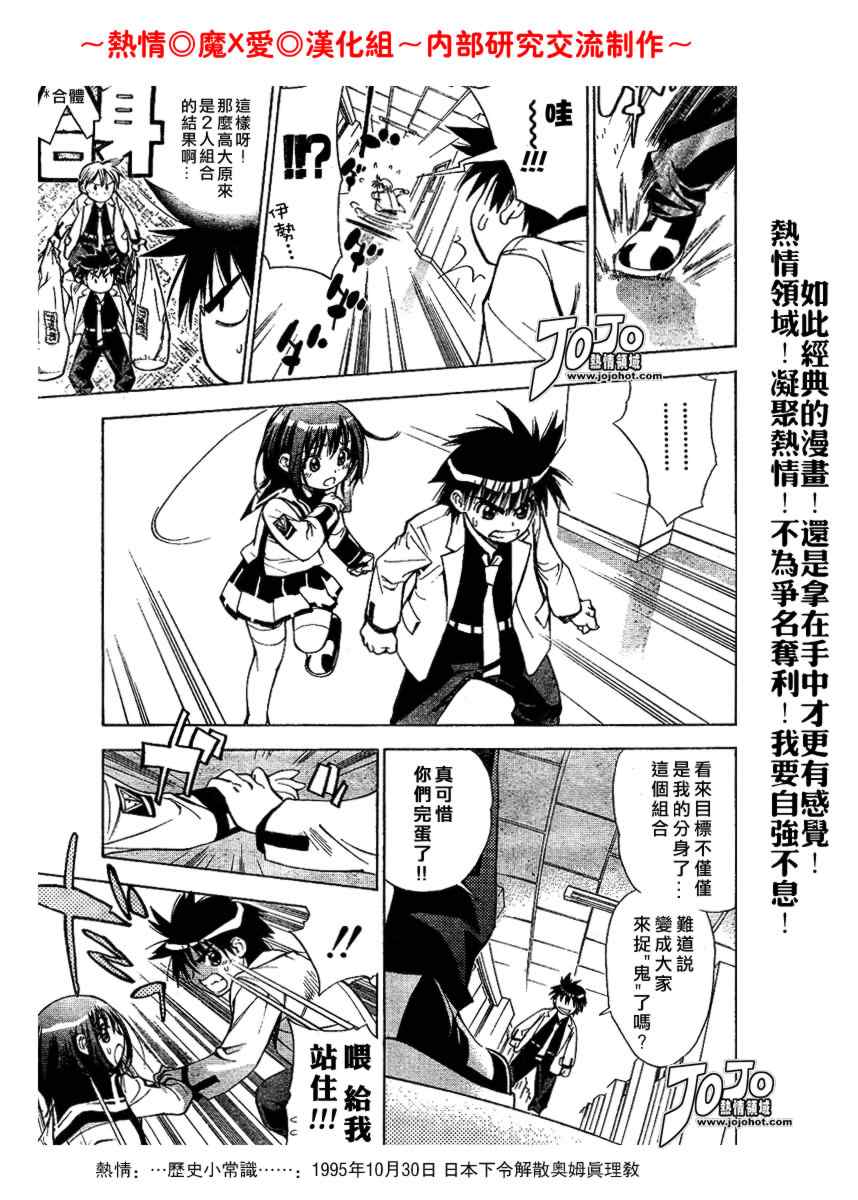 ～熱情◎魔X愛◎漢化組～内部研究交流制作～
哇
~~!!!
!!?
伊勢…
這樣呀！
那麼高大原來
是2人組合
的結果啊…
*合體
合身
JOJO
熱情領域
www.jojohot.com
………
如此經典的漫畫！還是拿在手中才更有感覺！
熱情領域！凝聚熱情！不為爭名奪利！我要自強不息！
看來目標不僅僅
是我的分身了…
這個組合
難道說
變成大家
來捉"鬼"了嗎？
真可惜
你們完蛋了!!
!!
喂 給我
站住!!!
JOJO
熱情領域
www.jojohot.com
熱情：…歷史小常識……：1995年10月30日 日本下令解散奧姆眞理敎